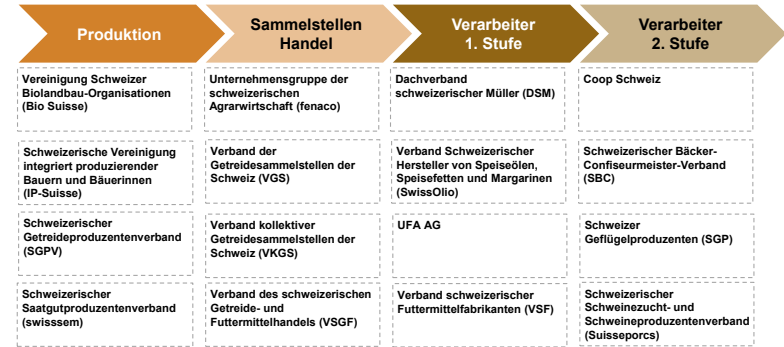 Produktion
Sammelstellen
Handel
Verarbeiter
1. Stufe
Verarbeiter
2. Stufe
Vereinigung Schweizer
Biolandbau-Organisationen
(Bio Suisse)
Unternehmensgruppe der
schweizerischen
Agrarwirtschaft (fenaco)
Dachverband
schweizerischer Müller (DSM)
Coop Schweiz
Schweizerische Vereinigung
integriert produzierender
Bauern und Bäuerinnen
(IP-Suisse)
Verband der
Getreidesammelstellen der
Schweiz (VGS)
Verband Schweizerischer
Hersteller von Speiseölen,
Speisefetten und Margarinen
(SwissOlio)
Schweizerischer Bäcker-
Confiseurmeister-Verband
(SBC)
Schweizerischer
Getreideproduzentenverband
(SGPV)
Verband kollektiver
Getreidesammelstellen der
Schweiz (VKGS)
UFA AG
Schweizer
Geflügelproduzenten (SGP)
Schweizerischer
Saatgutproduzentenverband
(swisssem)
Verband des schweizerischen
Getreide- und
Futtermittelhandels (VSGF)
Verband schweizerischer
Futtermittelfabrikanten (VSF)
Schweizerischer
Schweinezucht- und
Schweineproduzentenverband
(Suisseporcs)